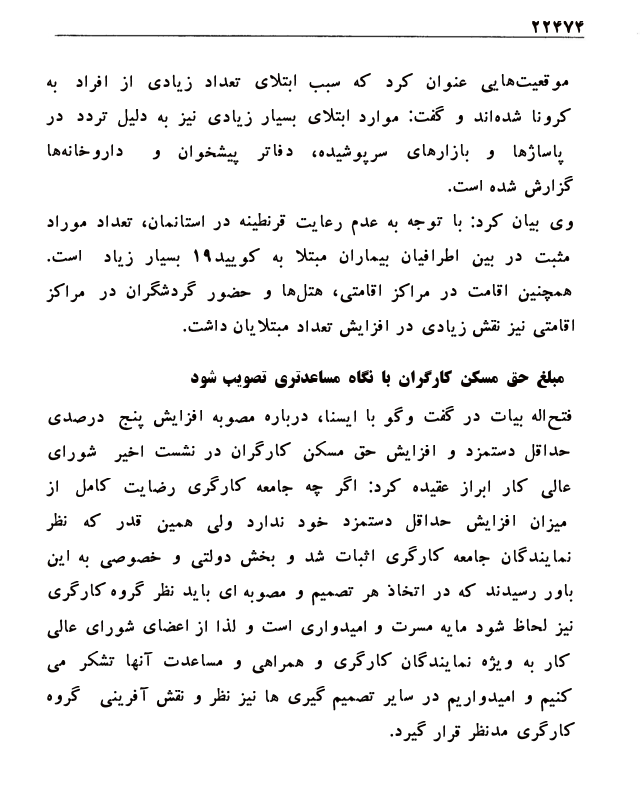 ۲۲۴۷۴
موقعیت‌هایی عنوان کرد که سبب ابتلای تعداد زیادی از افراد به
کرونا شده‌اند و گفت: موارد ابتلای بسیار زیادی نیز به دلیل تردد در
پاساژها و بازارهای سرپوشیده، دفاتر پیشخوان و داروخانه‌ها
گزارش شده است.
وی بیان کرد: با توجه به عدم رعایت قرنطینه در استانمان، تعداد موراد
مثبت در بین اطرافیان بیماران مبتلا به کویید۱۹ بسیار زیاد است.
همچنین اقامت در مراکز اقامتی، هتل‌ها و حضور گردشگران در مراکز
اقامتی نیز نقش زیادی در افزایش تعداد مبتلایان داشت.
مبلغ حق مسکن کارگران با نگاه مساعدتری تصویب شود
فتح‌اله بیات در گفت وگو با ایسنا، درباره مصوبه افزایش پنج درصدی
حداقل دستمزد و افزایش حق مسکن کارگران در نشست اخیر شورای
عالی کار ابراز عقیده کرد: اگر چه جامعه کارگری رضایت کامل از
میزان افزایش حداقل دستمزد خود ندارد ولی همین قدر که نظر
نمایندگان جامعه کارگری اثبات شد و بخش دولتی و خصوصی به این
باور رسیدند که در اتخاذ هر تصمیم و مصوبه ای باید نظر گروه کارگری
نیز لحاظ شود مایه مسرت و امیدواری است و لذا از اعضای شورای عالی
کار به ویژه نمایندگان کارگری و همراهی و مساعدت آنها تشکر می
کنیم و امیدواریم در سایر تصمیم گیری ها نیز نظر و نقش آفرینی گروه
کارگری مدنظر قرار گیرد.